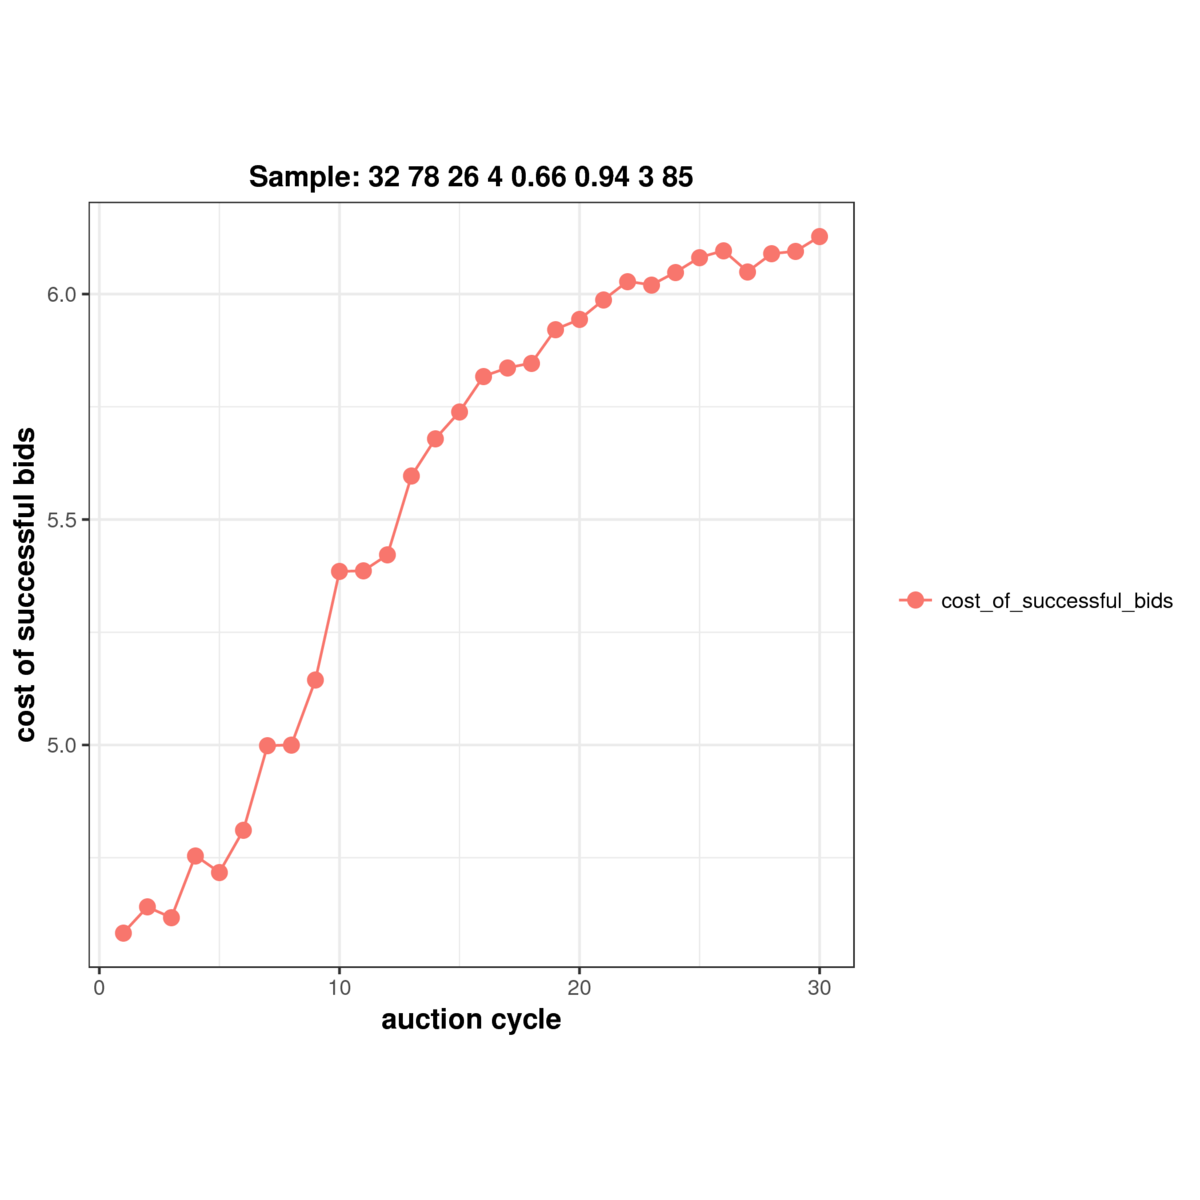 Sample: 32 78 26 4 0.66 0.94 3 85
cost of successful bids
6.0
5.5
5.0
0 10 20 30
auction cycle
cost_of_successful_bids